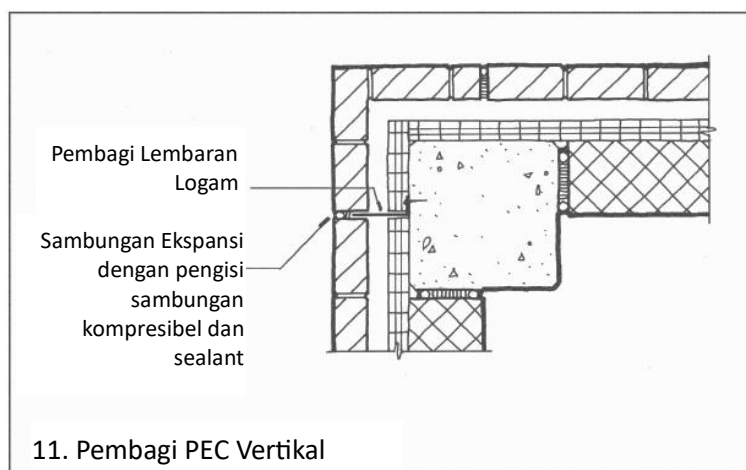 Pembagi Lembaran
Logam
Sambungan Ekspansi
dengan pengisi
sambungan
kompresibel dan
sealant
11. Pembagi PEC Vertikal